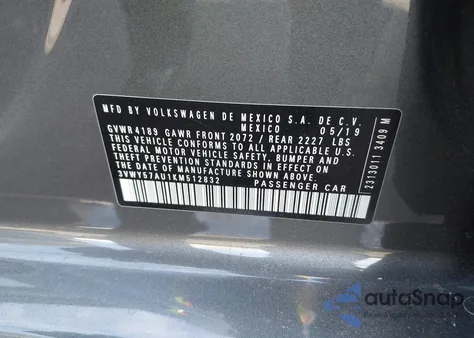 MFD BY VOLKSWAGEN DE MEXICO S.A. DE C.V.
MEXICO 05/19
GVWR 4189 GAWR FRONT 2072 / REAR 2227 LBS
THIS VEHICLE CONFORMS TO ALL APPLICABLE U.S.
FEDERAL MOTOR VEHICLE SAFETY, BUMPER AND
THEFT PREVENTION STANDARDS IN EFFECT ON
THE DATE OF MANUFACTURE SHOWN ABOVE.
3VWY57AU1KM512832 PASSENGER CAR
2313011 3409 M
autoSnap